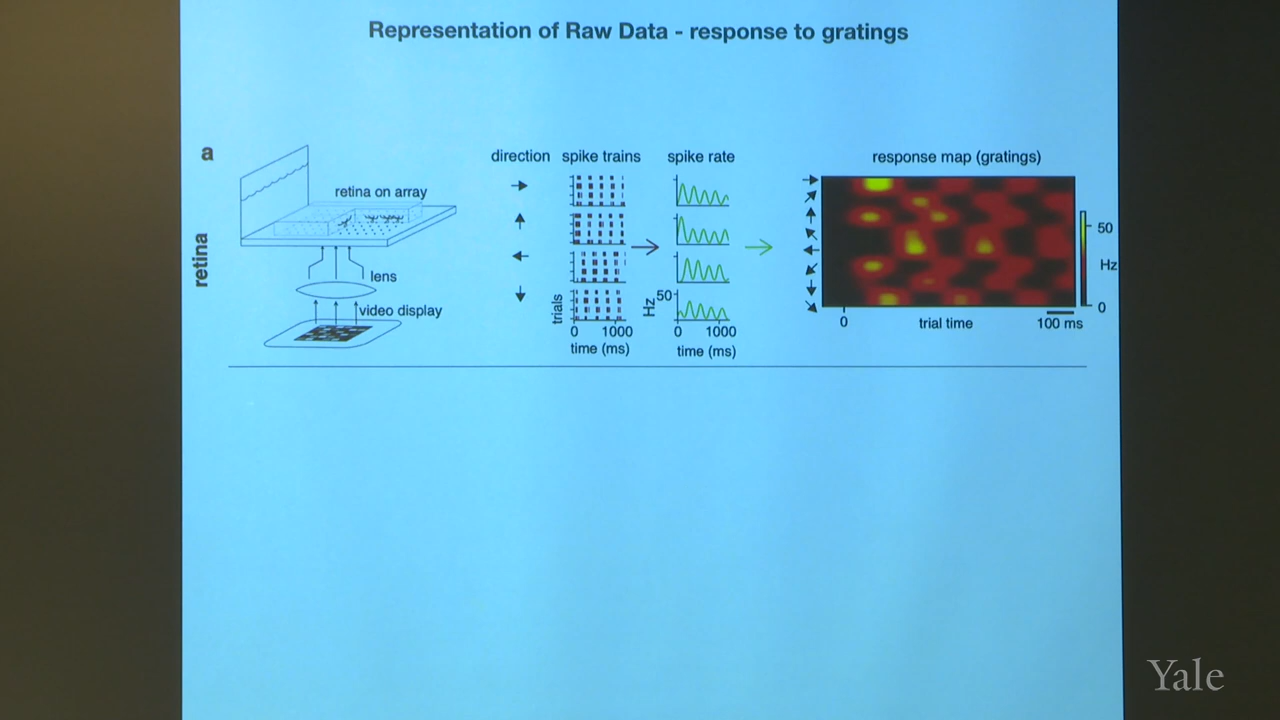 Representation of Raw Data - response to gratings
a
retina
retina on array
lens
video display
direction
spike trains
trials
0
1000
time (ms)
spike rate
Hz
50
0
1000
time (ms)
response map (gratings)
50
Hz
0
0
trial time
100 ms
Yale